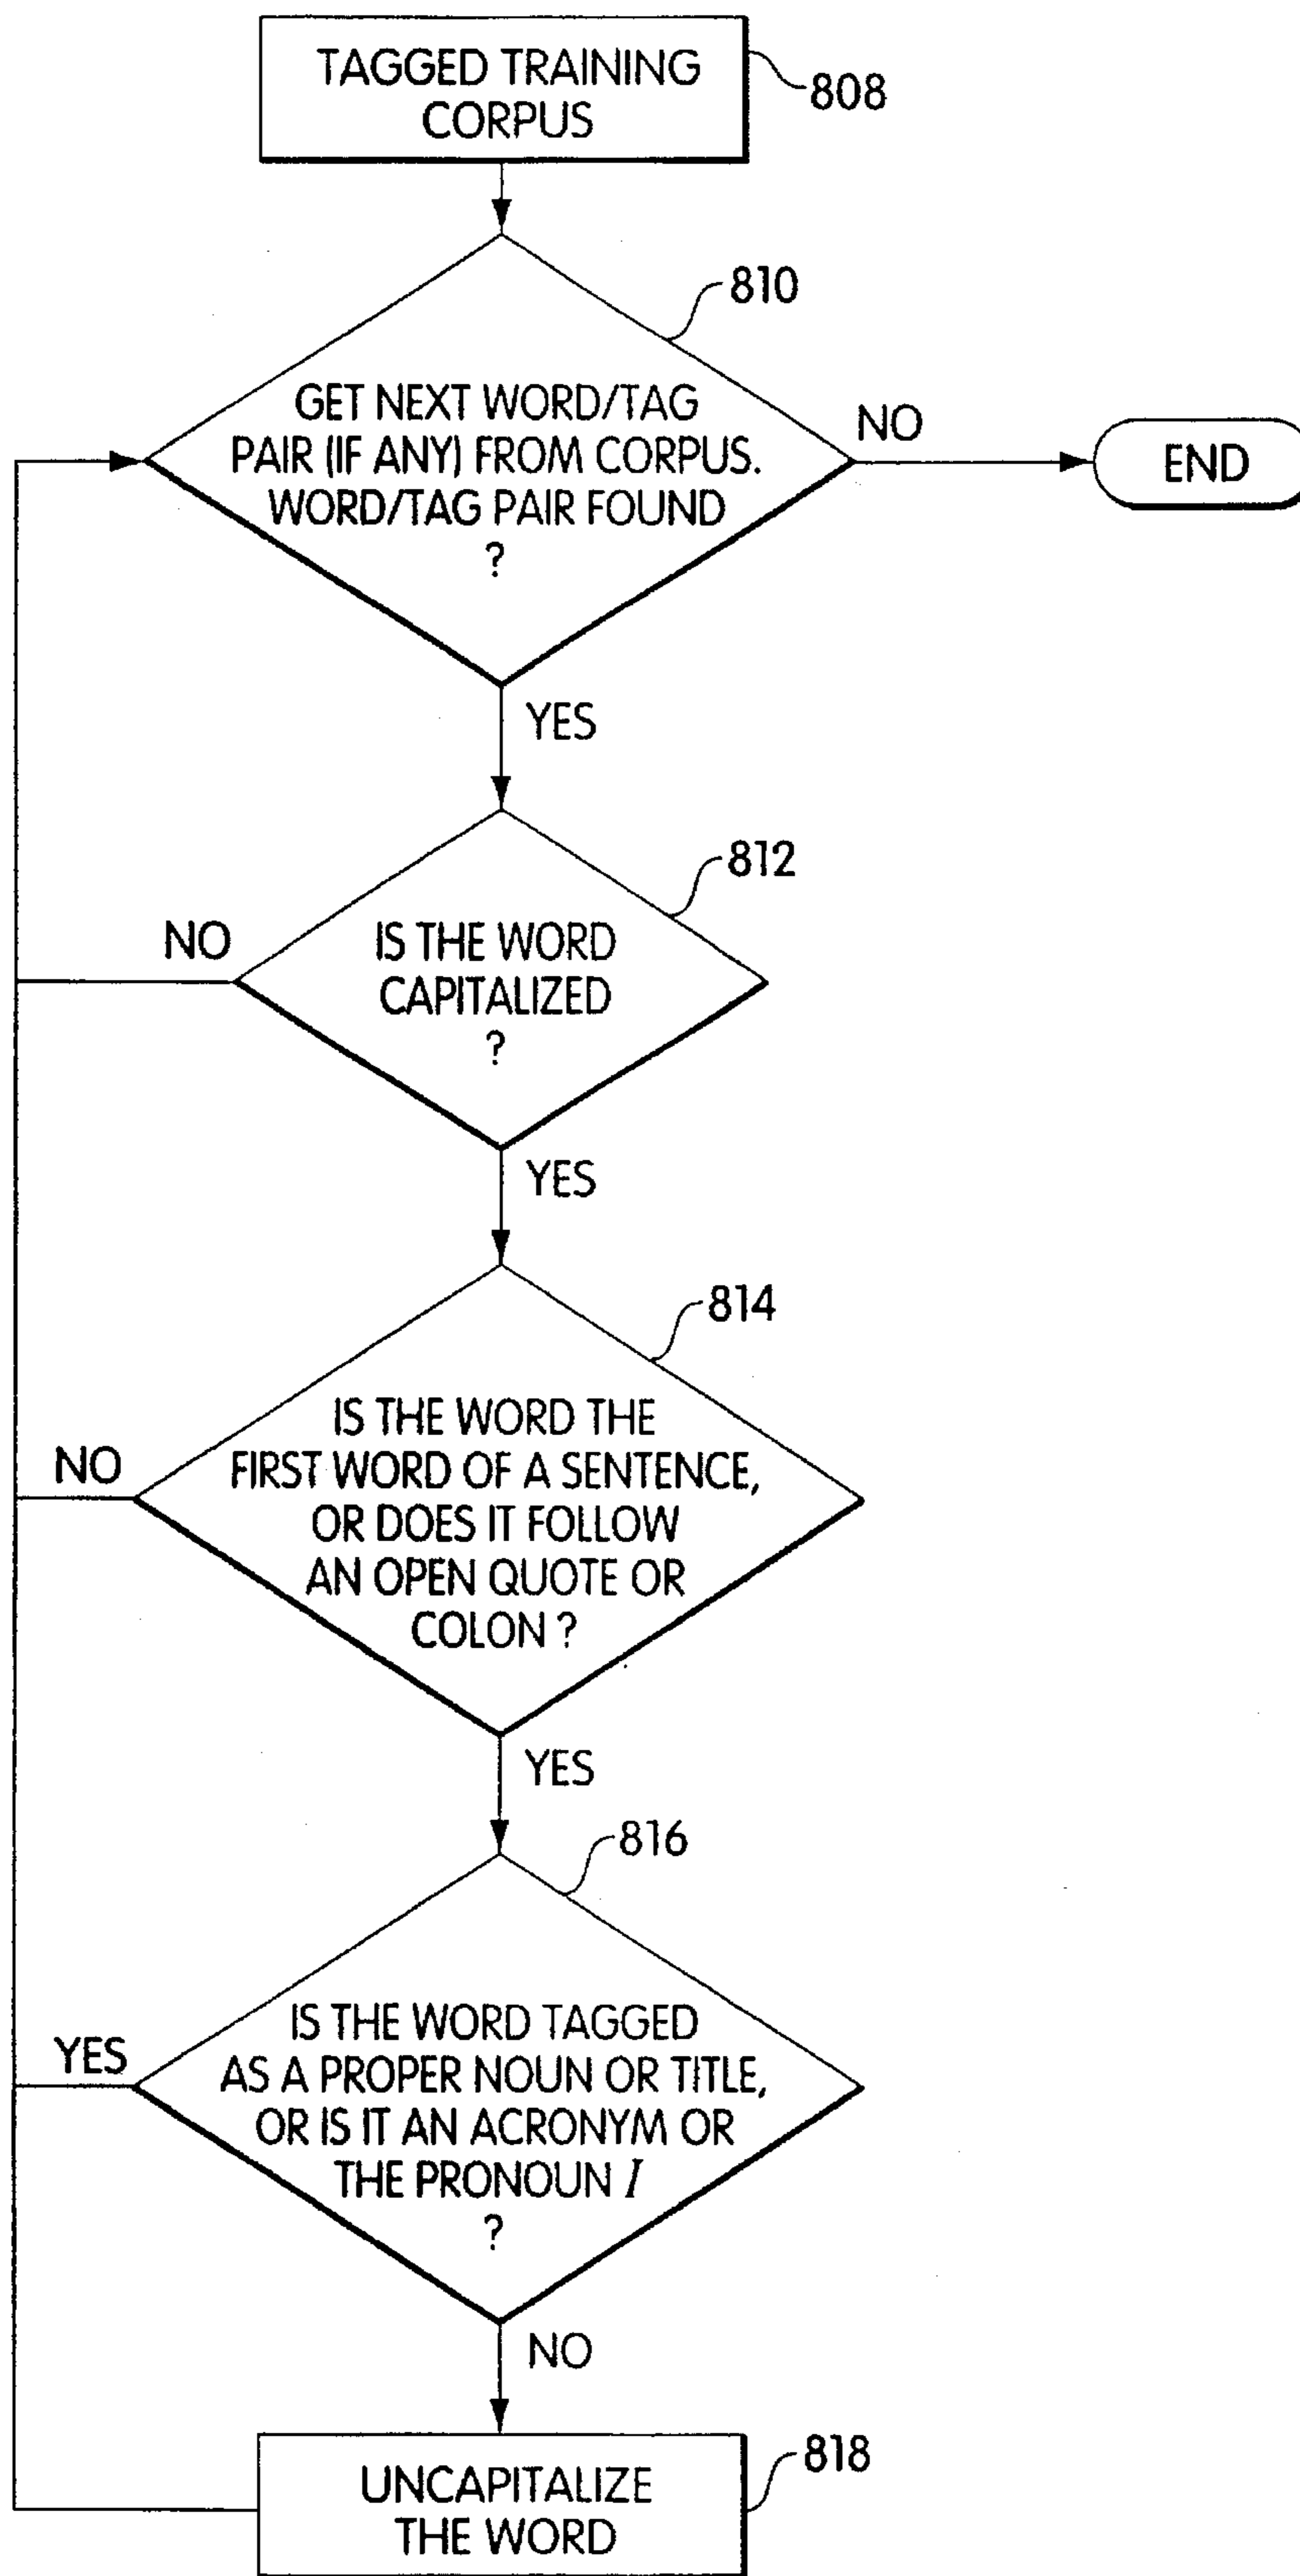 TAGGED TRAINING
CORPUS
808
810
GET NEXT WORD/TAG
PAIR (IF ANY) FROM CORPUS.
WORD/TAG PAIR FOUND
?
NO
END
YES
812
NO
IS THE WORD
CAPITALIZED
?
YES
814
NO
IS THE WORD THE
FIRST WORD OF A SENTENCE,
OR DOES IT FOLLOW
AN OPEN QUOTE OR
COLON ?
YES
816
YES
IS THE WORD TAGGED
AS A PROPER NOUN OR TITLE,
OR IS IT AN ACRONYM OR
THE PRONOUN I
?
NO
818
UNCAPITALIZE
THE WORD